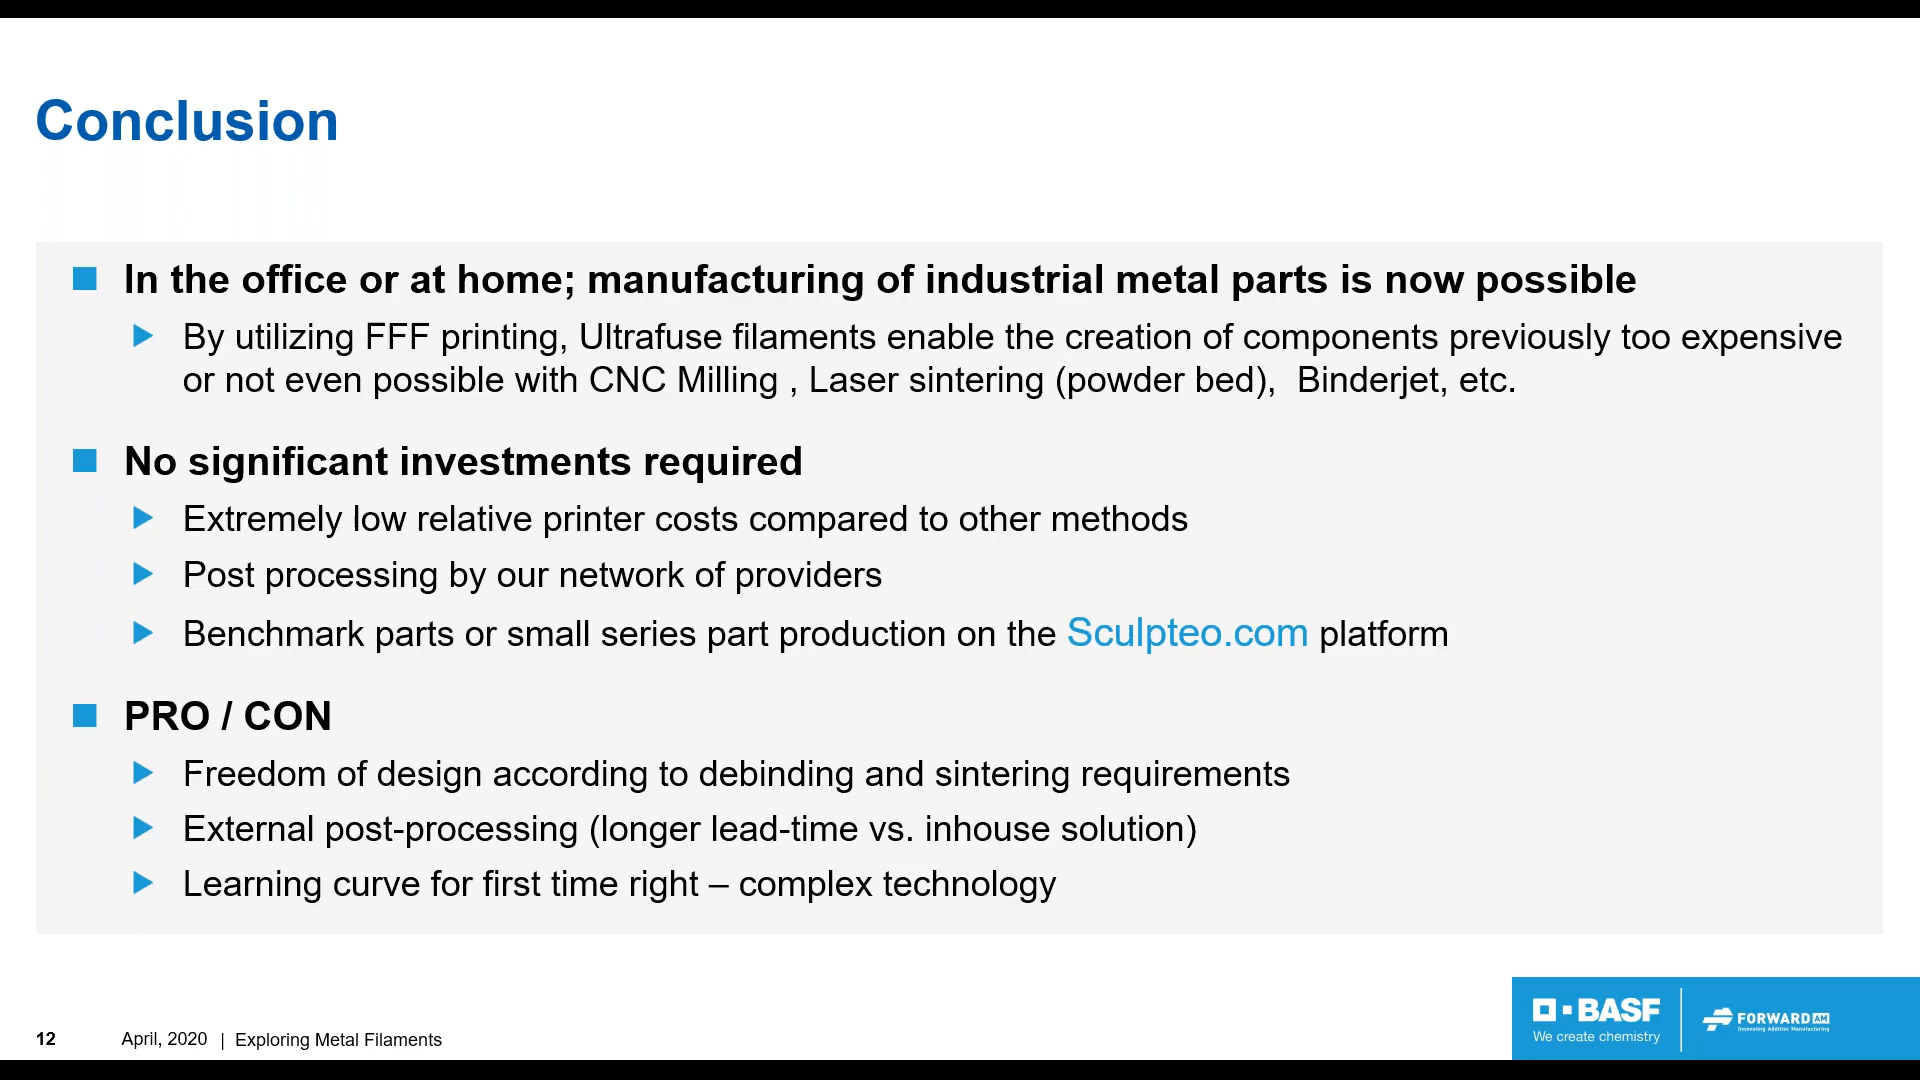 Conclusion
In the office or at home; manufacturing of industrial metal parts is now possible
By utilizing FFF printing, Ultrafuse filaments enable the creation of components previously too expensive
or not even possible with CNC Milling , Laser sintering (powder bed),  Binderjet, etc.
No significant investments required
Extremely low relative printer costs compared to other methods
Post processing by our network of providers
Benchmark parts or small series part production on the Sculpteo.com platform
PRO / CON
Freedom of design according to debinding and sintering requirements
External post-processing (longer lead-time vs. inhouse solution)
Learning curve for first time right – complex technology
12 April, 2020 | Exploring Metal Filaments
BASF
We create chemistry
FORWARD AM
Innovating Additive Manufacturing